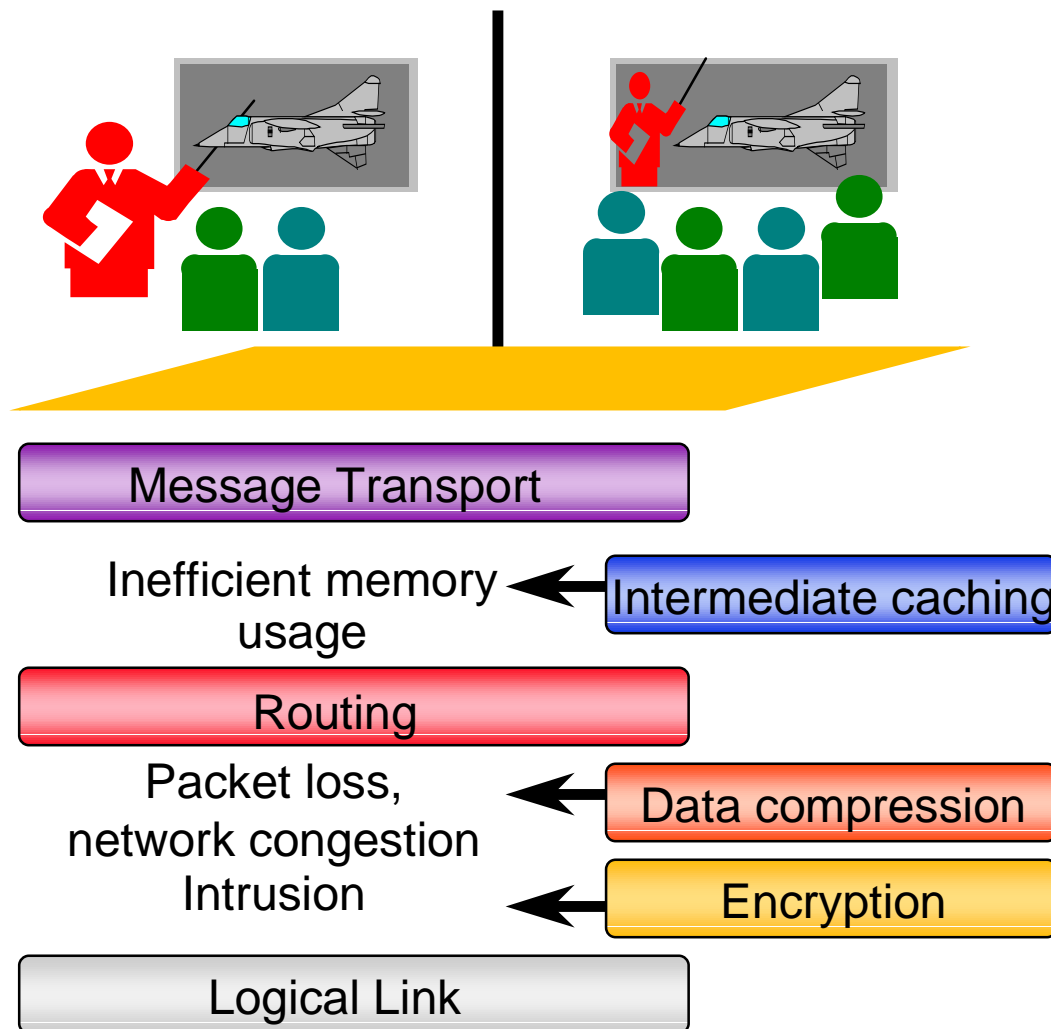 Message Transport
Inefficient memory
usage
Intermediate caching
Routing
Packet loss,
network congestion
Data compression
Intrusion
Encryption
Logical Link